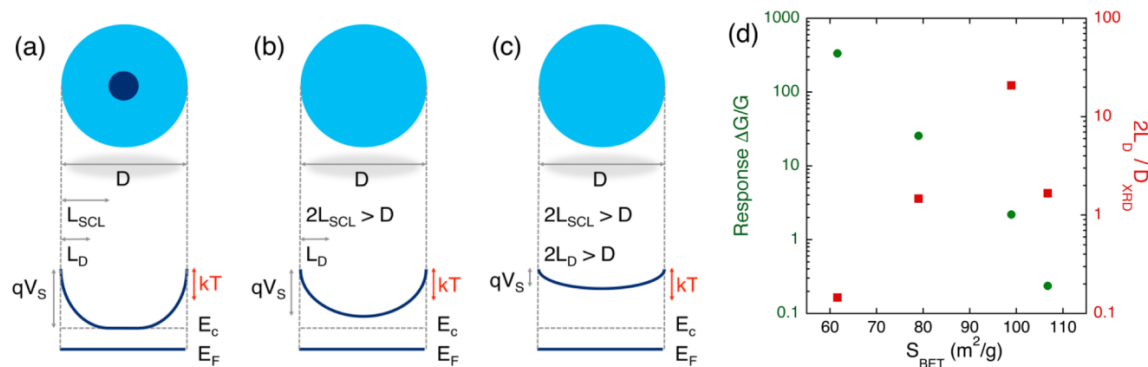 (a)
D
L_SCL
L_D
qV_S
kT
E_c
E_F
(b)
D
2L_SCL > D
L_D
qV_S
kT
E_c
E_F
(c)
D
2L_SCL > D
2L_D > D
qV_S
kT
E_c
E_F
(d)
Response ΔG/G
1000
100
10
1
0.1
60 70 80 90 100 110
S_BET (m²/g)
100
10
1
0.1
2L_D / D_XRD